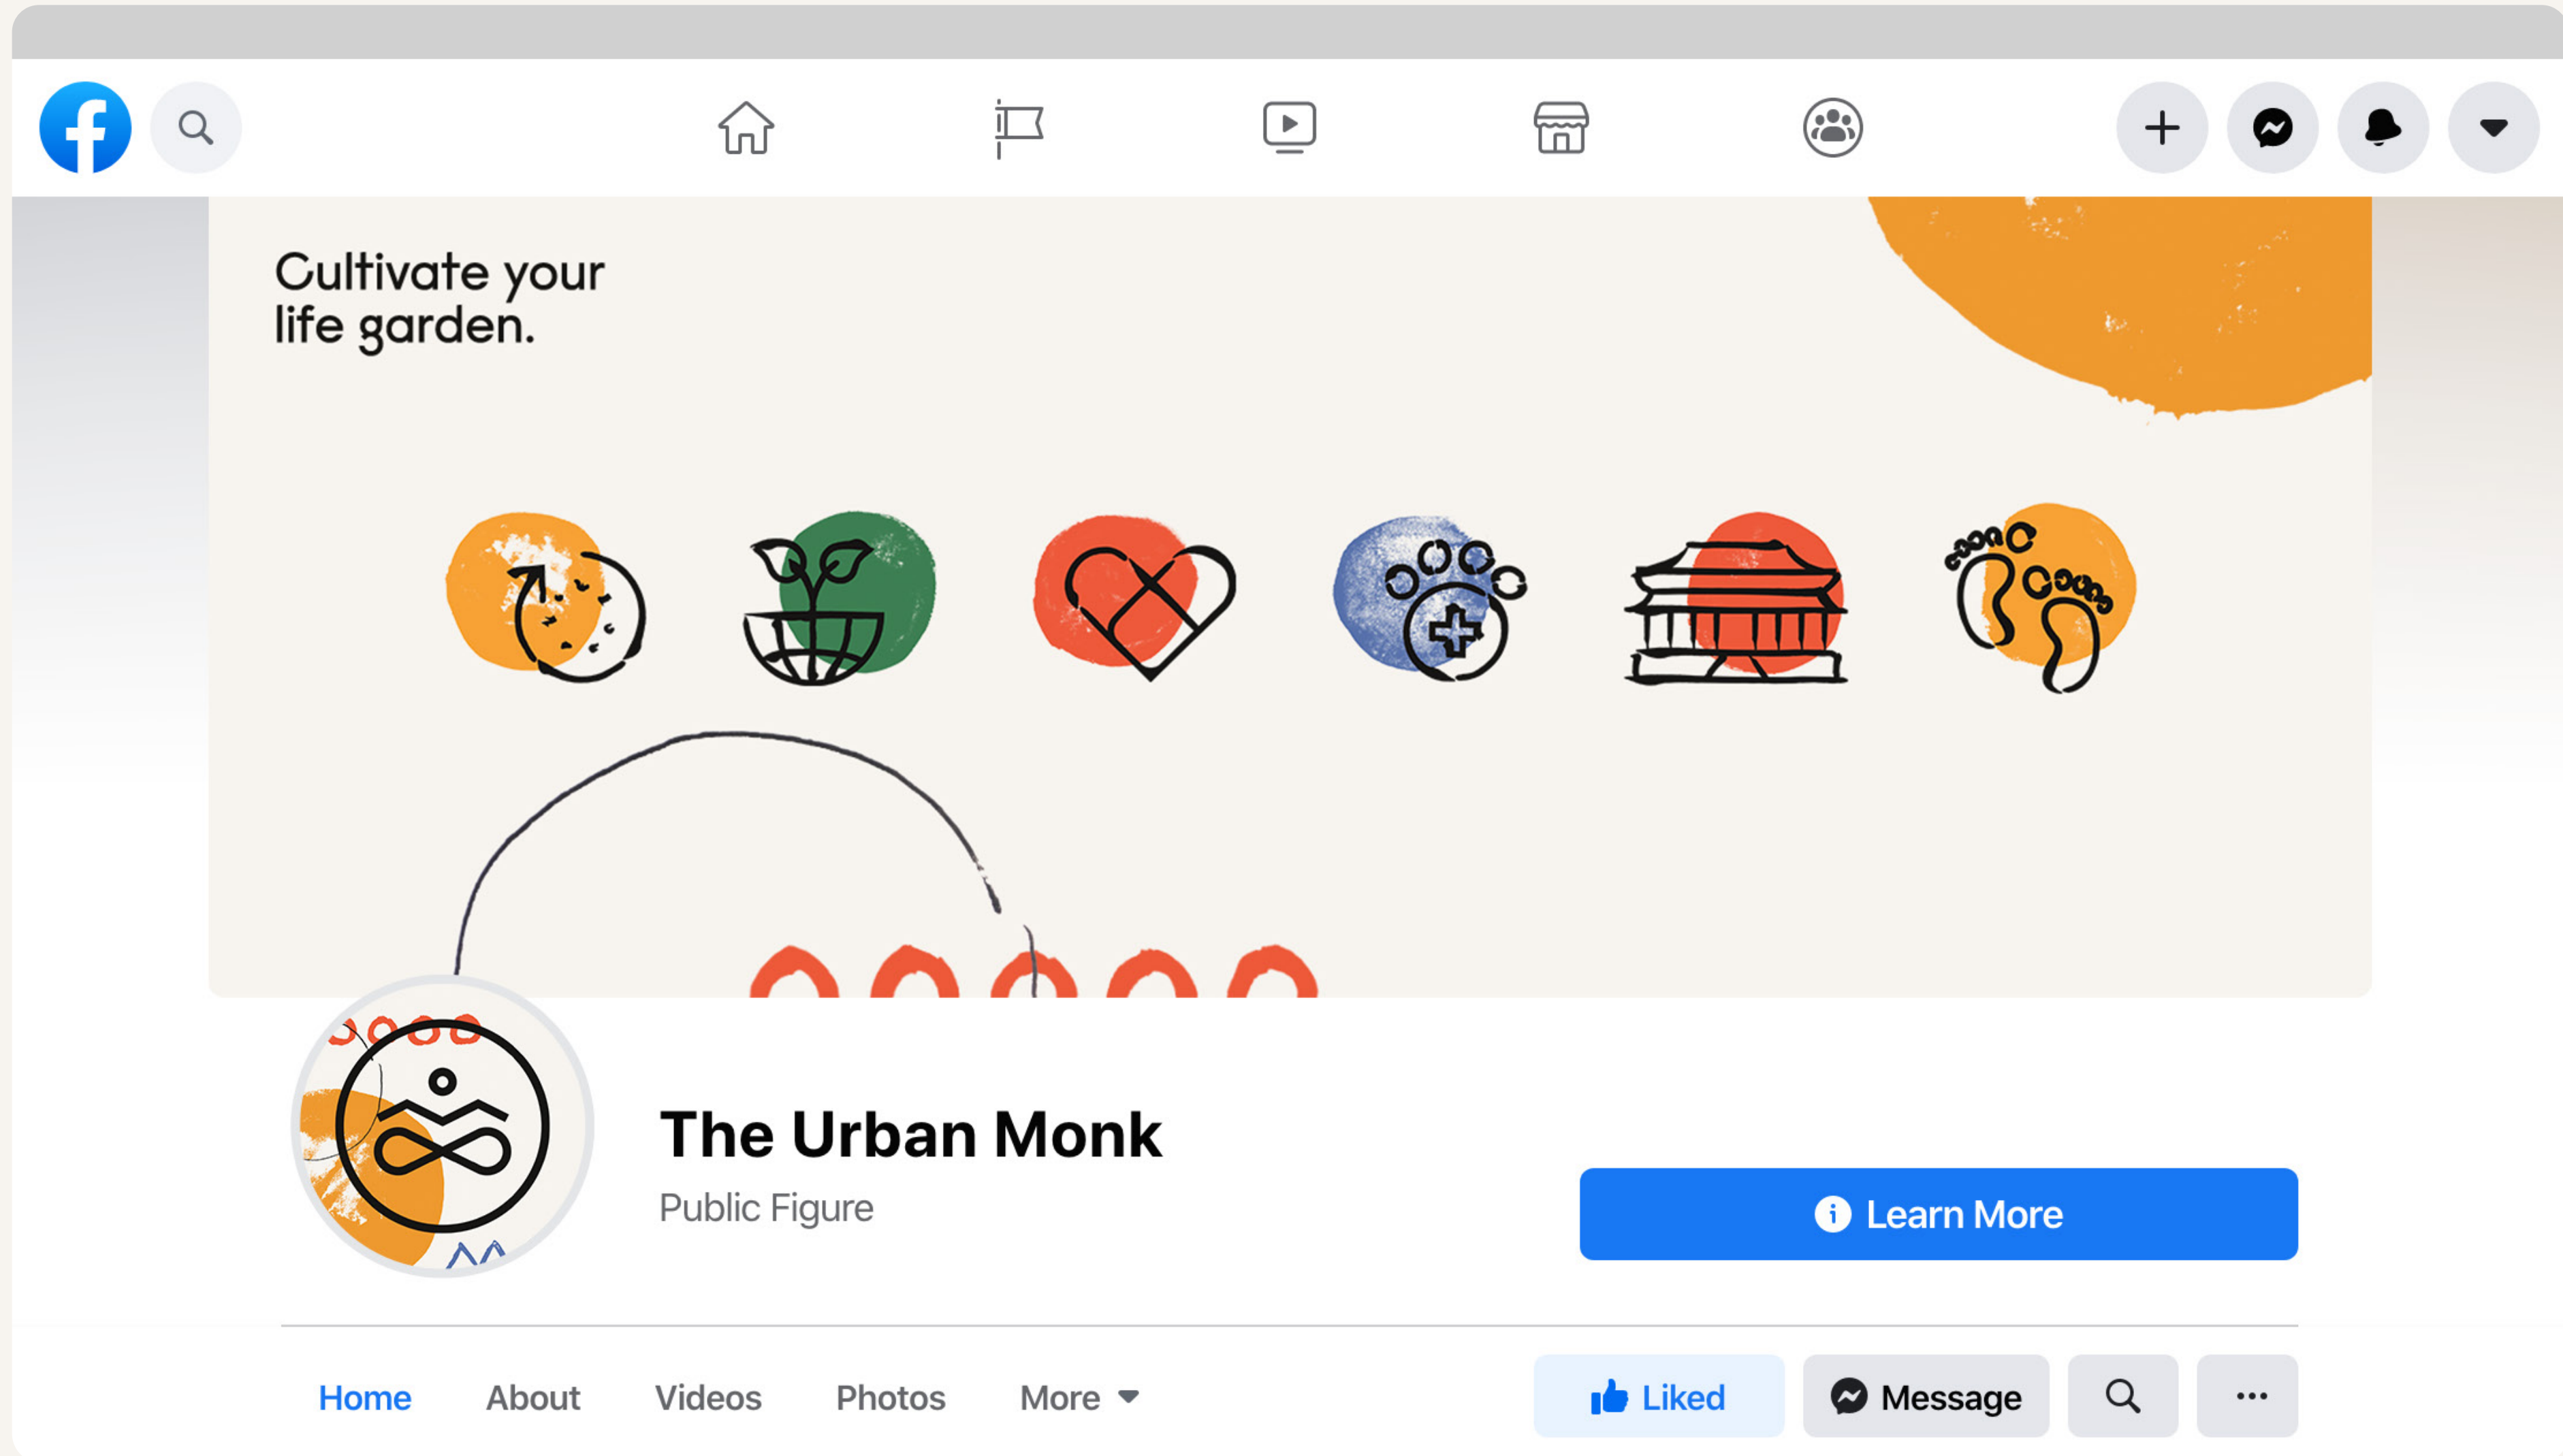 Cultivate your
life garden.
The Urban Monk
Public Figure
Learn More
Home About Videos Photos More
Liked Message